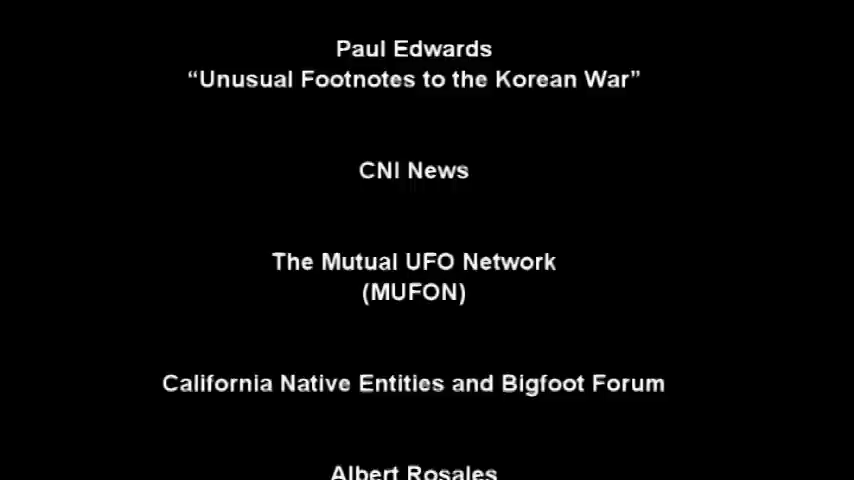 Paul Edwards
“Unusual Footnotes to the Korean War”
CNI News
The Mutual UFO Network
(MUFON)
California Native Entities and Bigfoot Forum
Albert Rosales